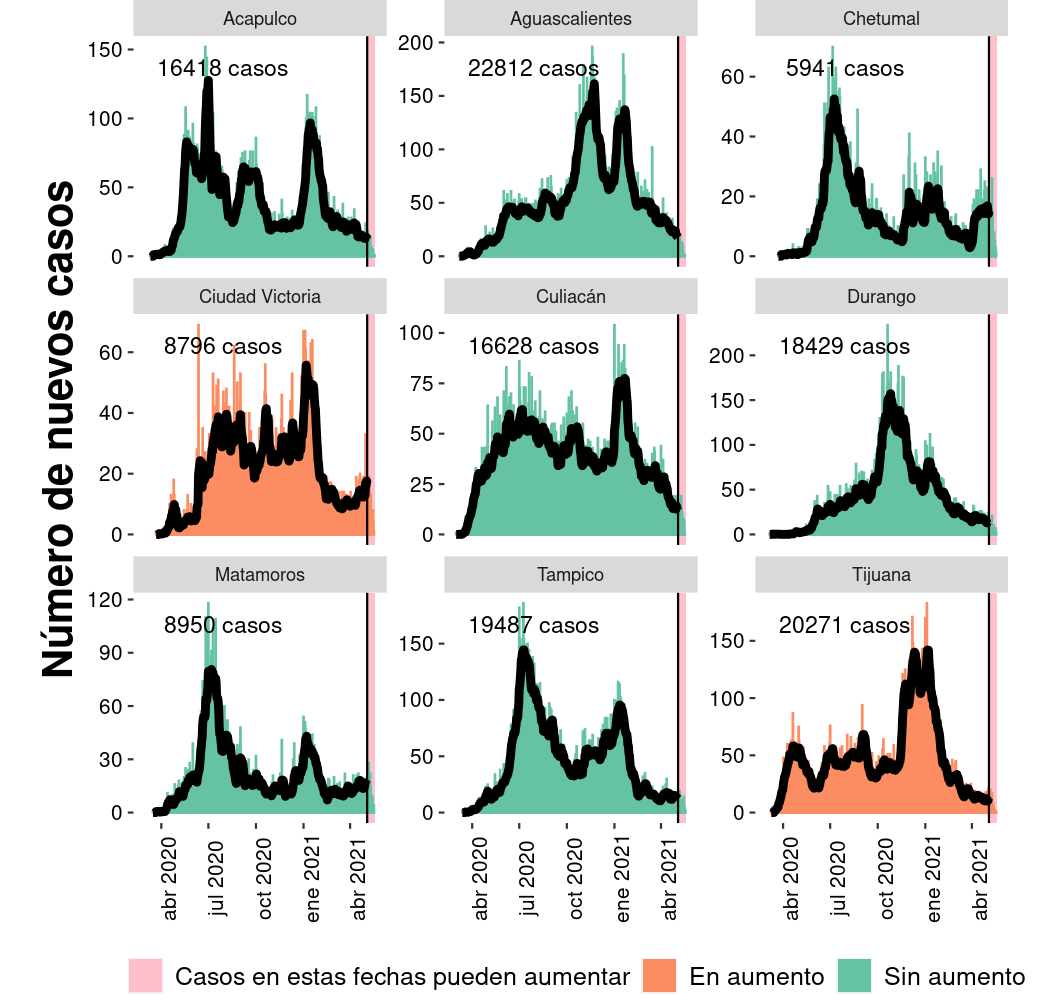 Número de nuevos casos
Acapulco
Aguascalientes
Chetumal
150
100
50
0
16418 casos
200
150
100
50
0
22812 casos
60
40
20
0
5941 casos
Ciudad Victoria
Culiacán
Durango
60
40
20
0
8796 casos
100
75
50
25
0
16628 casos
200
150
100
50
0
18429 casos
Matamoros
Tampico
Tijuana
120
90
60
30
0
8950 casos
150
100
50
0
19487 casos
150
100
50
0
20271 casos
abr 2020
jul 2020
oct 2020
ene 2021
abr 2021
abr 2020
jul 2020
oct 2020
ene 2021
abr 2021
abr 2020
jul 2020
oct 2020
ene 2021
abr 2021
Casos en estas fechas pueden aumentar En aumento Sin aumento